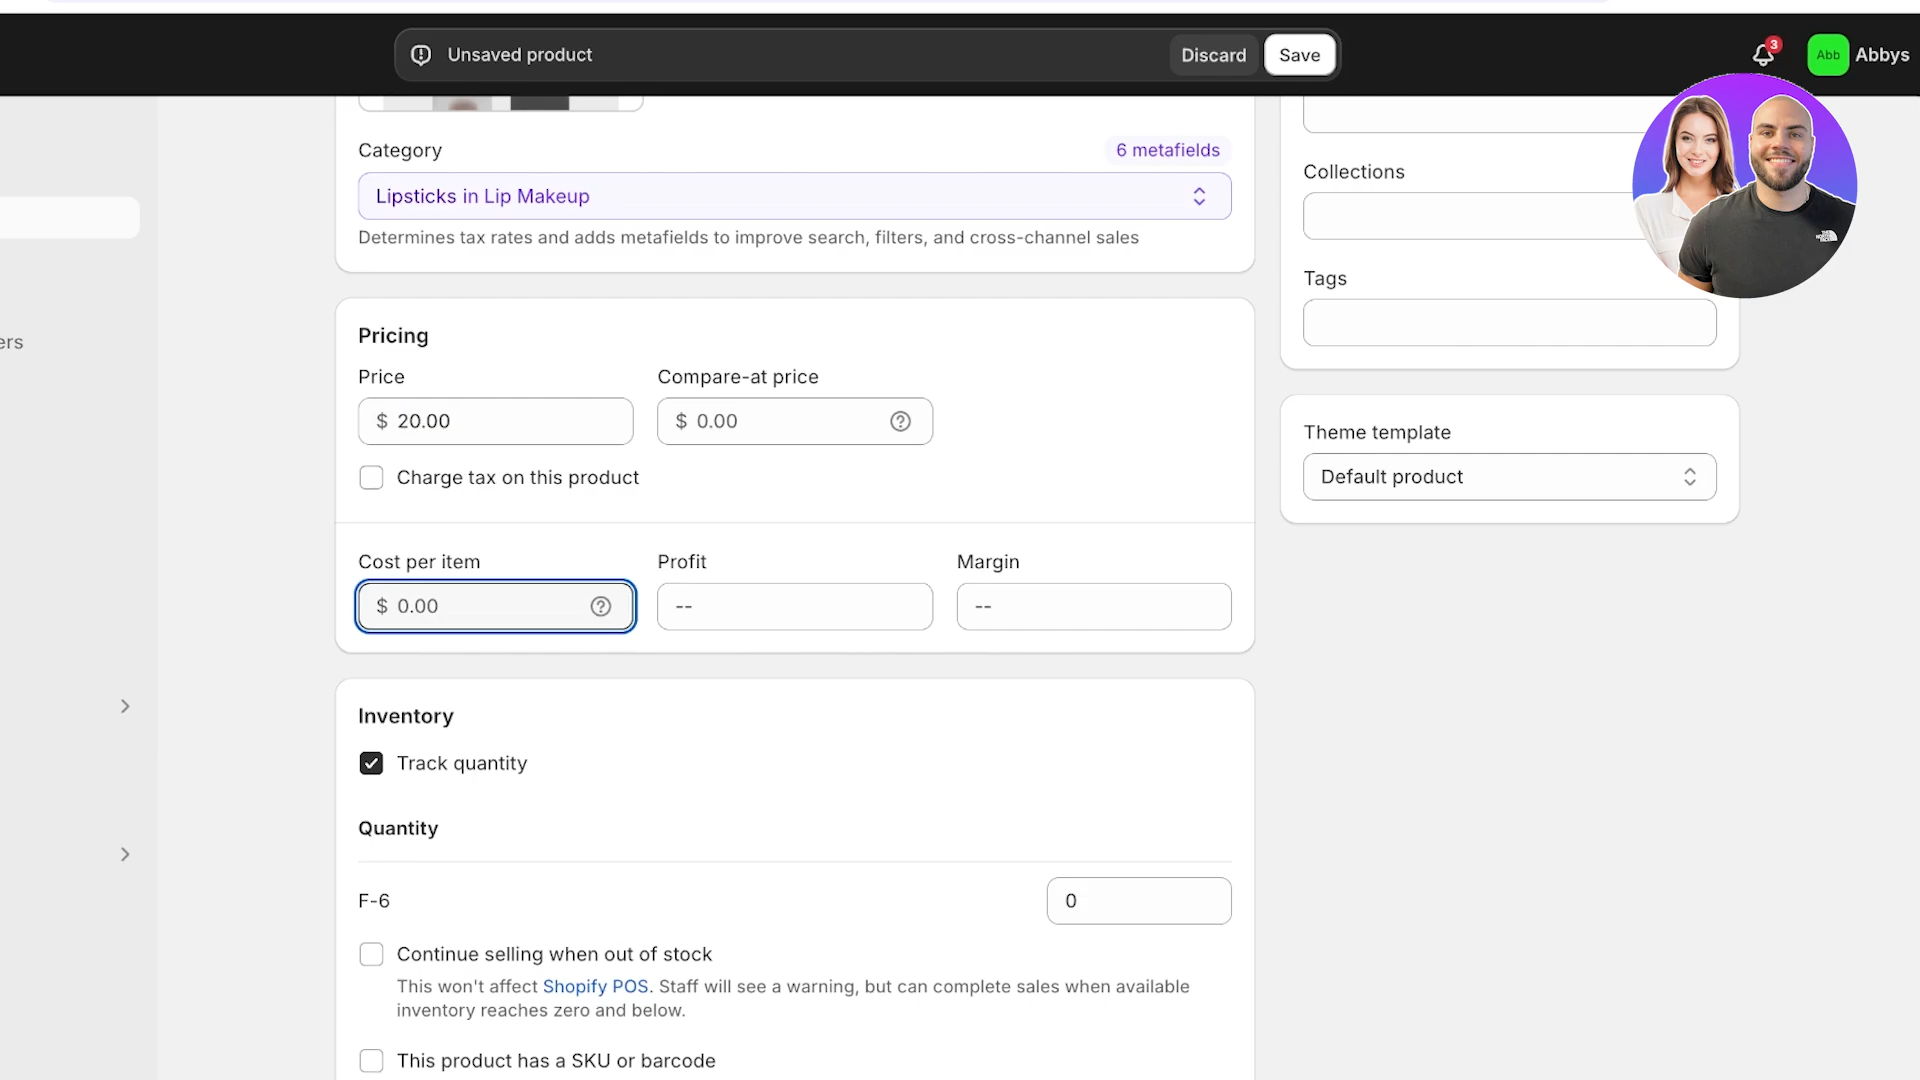 Unsaved product
Discard
Save
3
Abb
Abbys
Category
6 metafields
Lipsticks in Lip Makeup
Determines tax rates and adds metafields to improve search, filters, and cross-channel sales
Collections
Tags
ers
Pricing
Price
Compare-at price
$ 20.00
$ 0.00
Charge tax on this product
Theme template
Default product
Cost per item
Profit
Margin
$ 0.00
--
--
Inventory
Track quantity
Quantity
F-6
0
Continue selling when out of stock
This won't affect Shopify POS. Staff will see a warning, but can complete sales when available
inventory reaches zero and below.
This product has a SKU or barcode